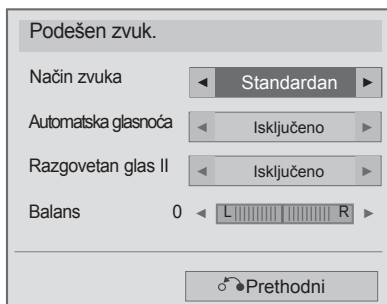 Podešen zvuk.
Način zvuka ◄ Standardan ►
Automatska glasnoća ◄ Isključeno ►
Razgovetan glas II ◄ Isključeno ►
Balans 0 ◄ L R ►
Prethodni